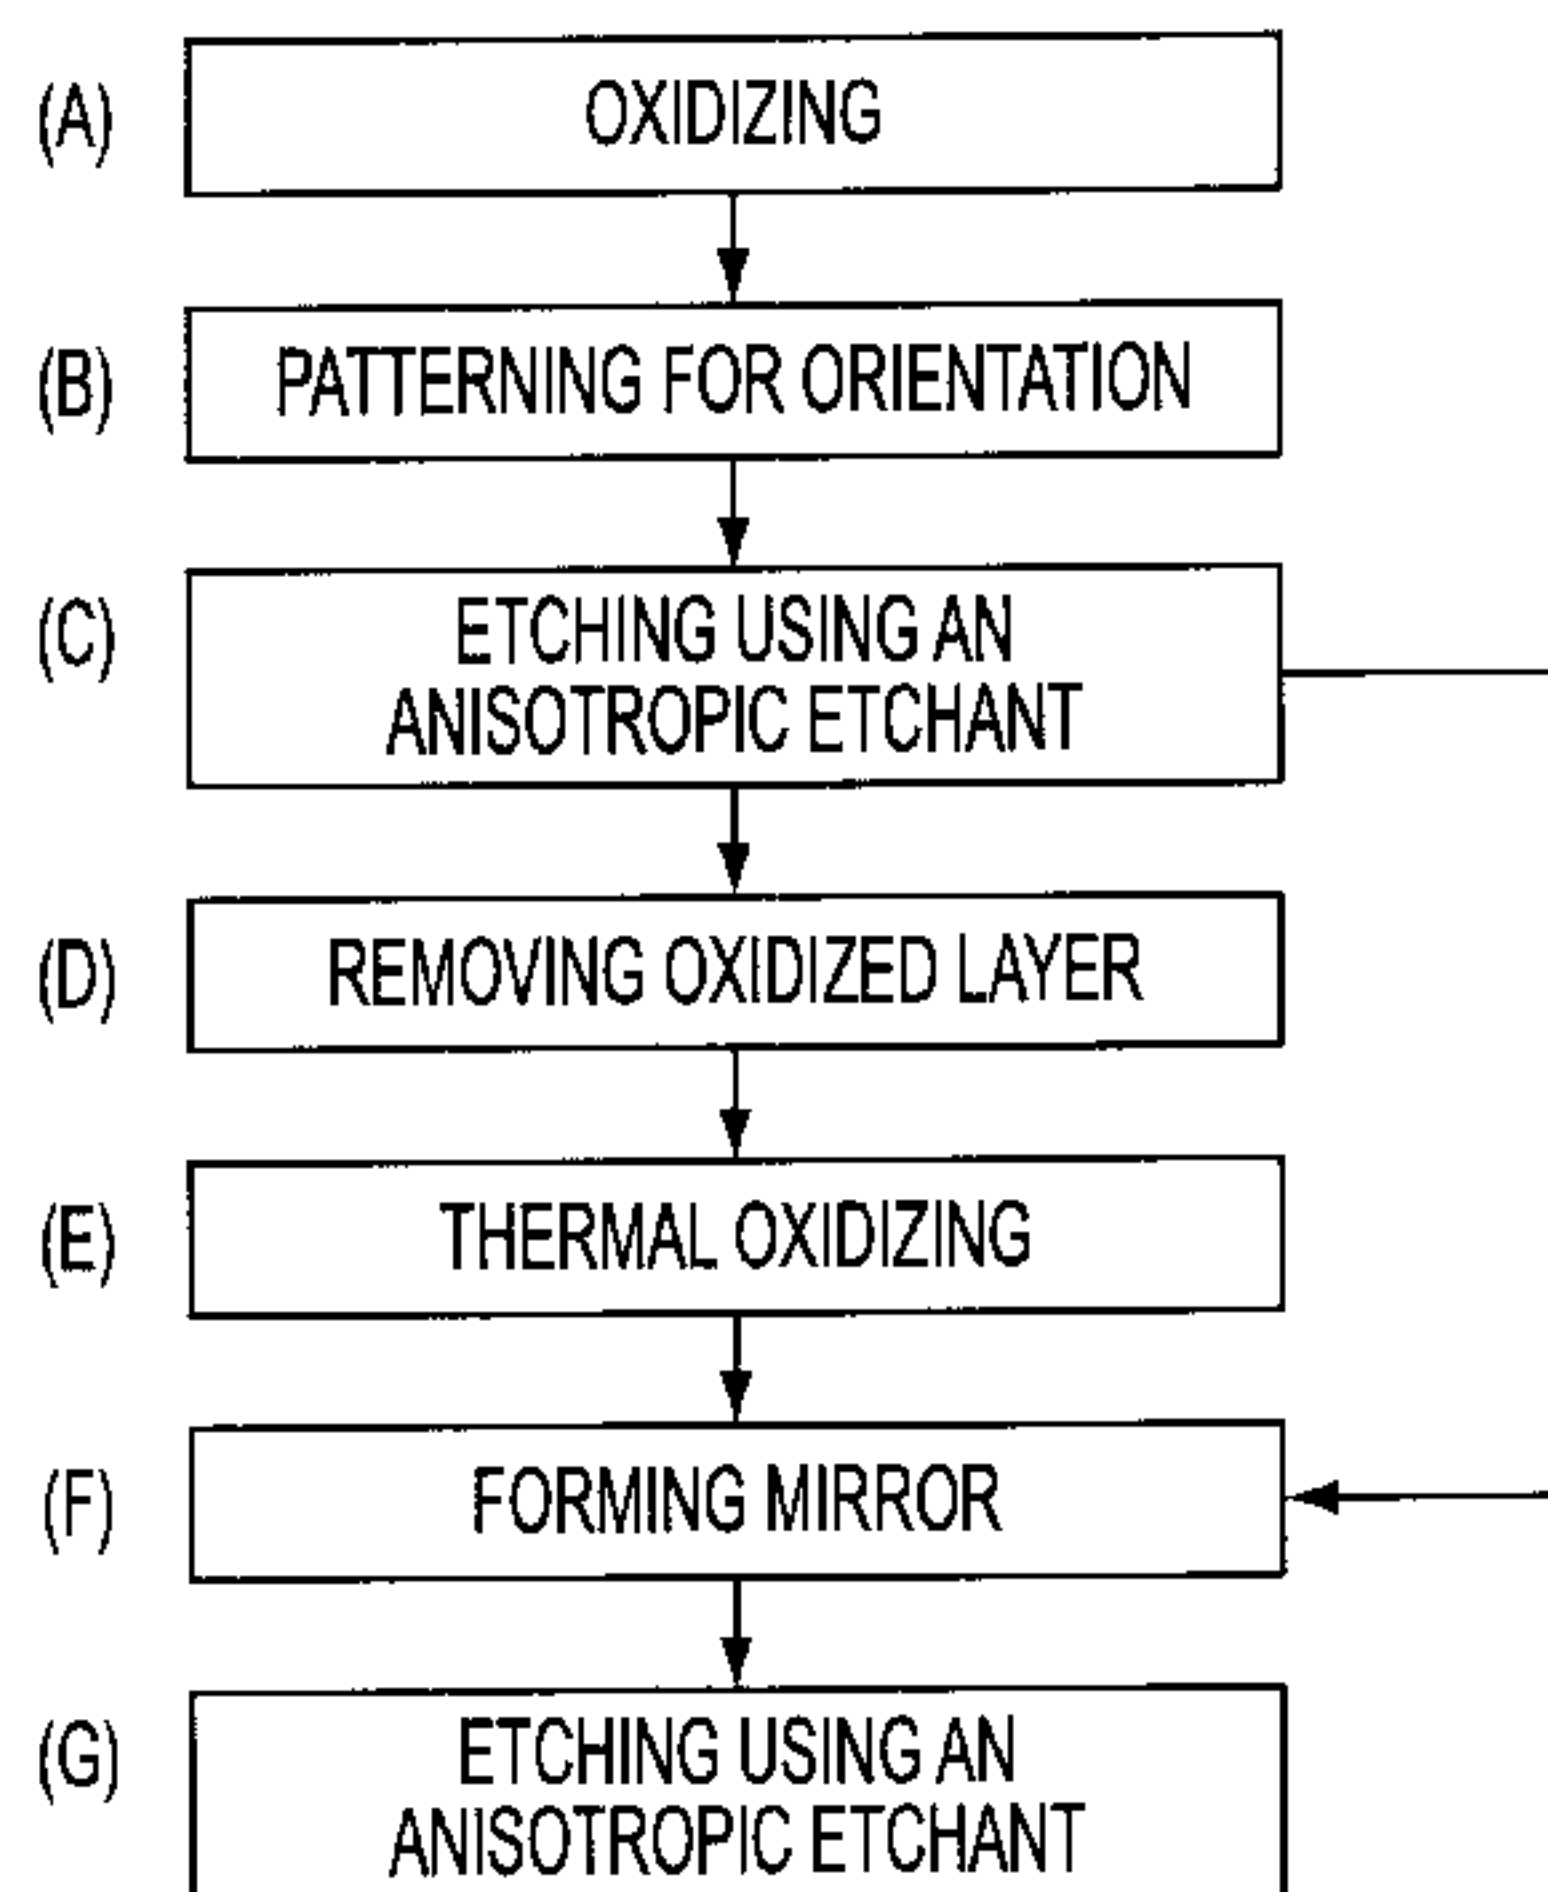 (A) OXIDIZING
(B) PATTERNING FOR ORIENTATION
(C) ETCHING USING AN
ANISOTROPIC ETCHANT
(D) REMOVING OXIDIZED LAYER
(E) THERMAL OXIDIZING
(F) FORMING MIRROR
(G) ETCHING USING AN
ANISOTROPIC ETCHANT